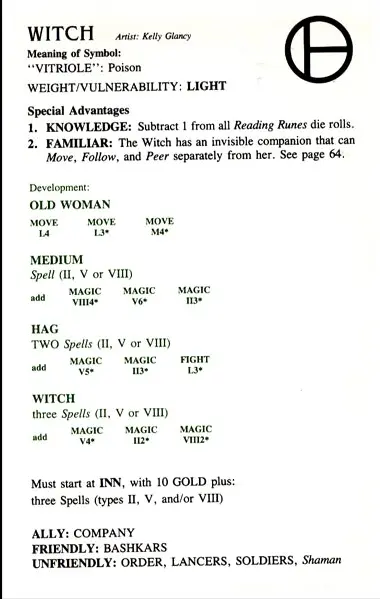 WITCH Artist: Kelly Glancy
Meaning of Symbol:
"VITRIOLE": Poison
WEIGHT/VULNERABILITY: LIGHT
Special Advantages
1. KNOWLEDGE: Subtract 1 from all Reading Runes die rolls.
2. FAMILIAR: The Witch has an invisible companion that can
Move, Follow, and Peer separately from her. See page 64.
Development:
OLD WOMAN
MOVE MOVE MOVE
L4 L3* M4*
MEDIUM
Spell (II, V or VIII)
add MAGIC MAGIC MAGIC
VIII4* V6* II3*
HAG
TWO Spells (II, V or VIII)
add MAGIC MAGIC FIGHT
V5* II3* L3*
WITCH
three Spells (II, V or VIII)
add MAGIC MAGIC MAGIC
V4* II2* VIII2*
Must start at INN, with 10 GOLD plus:
three Spells (types II, V, and/or VIII)
ALLY: COMPANY
FRIENDLY: BASHKARS
UNFRIENDLY: ORDER, LANCERS, SOLDIERS, Shaman